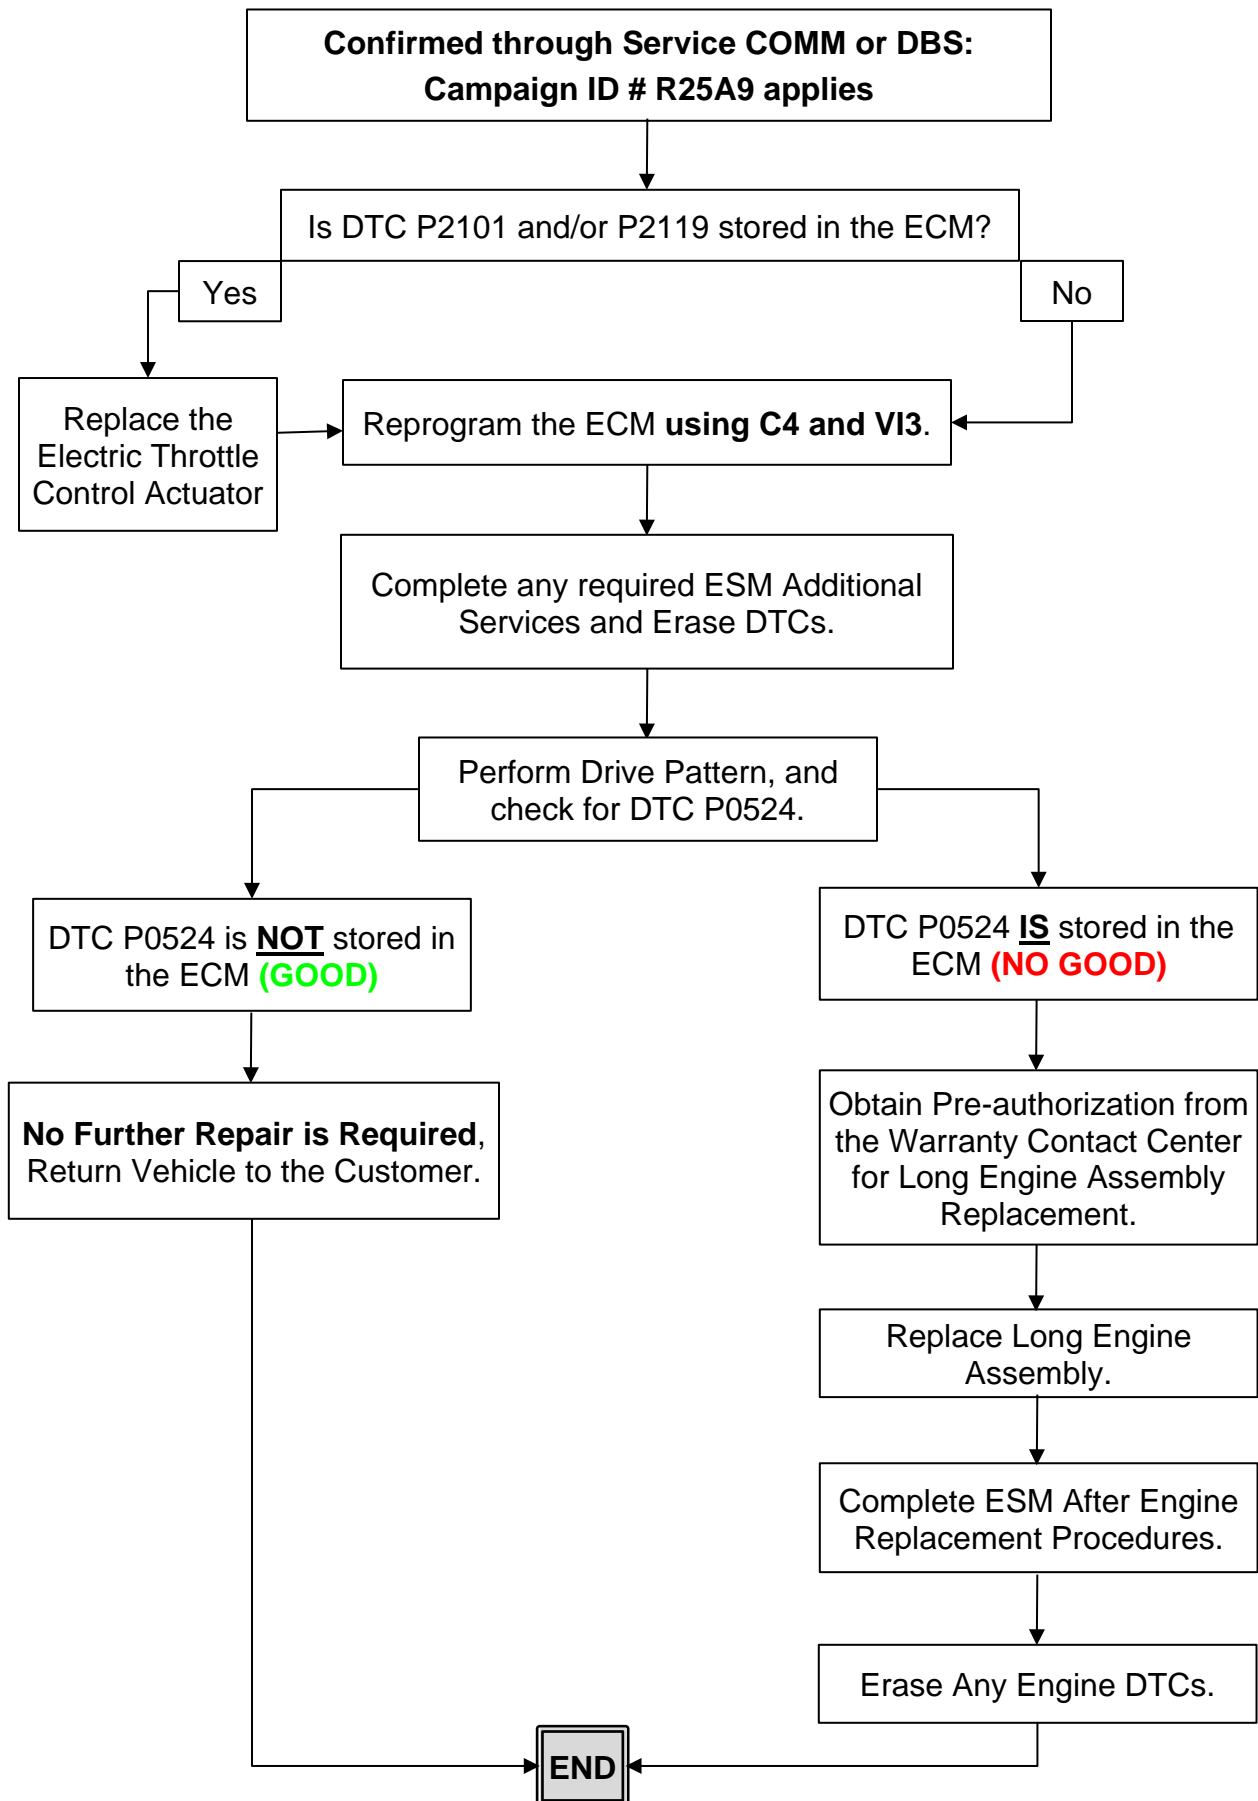 Confirmed through Service COMM or DBS:
Campaign ID # R25A9 applies
Is DTC P2101 and/or P2119 stored in the ECM?
Yes
No
Replace the
Electric Throttle
Control Actuator
Reprogram the ECM using C4 and VI3.
Complete any required ESM Additional
Services and Erase DTCs.
Perform Drive Pattern, and
check for DTC P0524.
DTC P0524 is NOT stored in
the ECM (GOOD)
DTC P0524 IS stored in the
ECM (NO GOOD)
No Further Repair is Required,
Return Vehicle to the Customer.
Obtain Pre-authorization from
the Warranty Contact Center
for Long Engine Assembly
Replacement.
Replace Long Engine
Assembly.
Complete ESM After Engine
Replacement Procedures.
Erase Any Engine DTCs.
END